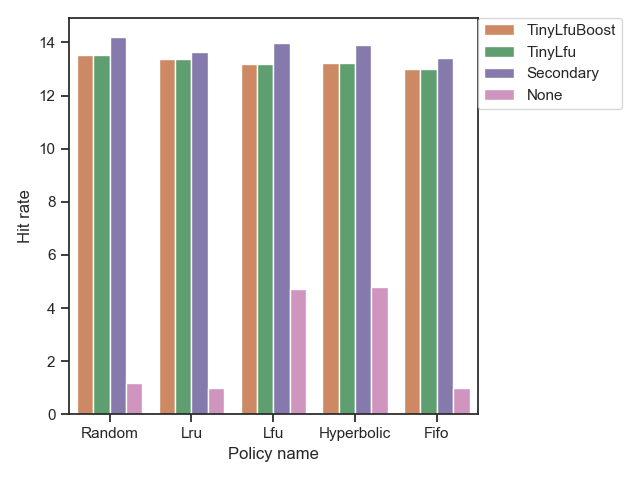 TinyLfuBoost
TinyLfu
Secondary
None
Hit rate
14
12
10
8
6
4
2
0
Random Lru Lfu Hyperbolic Fifo
Policy name